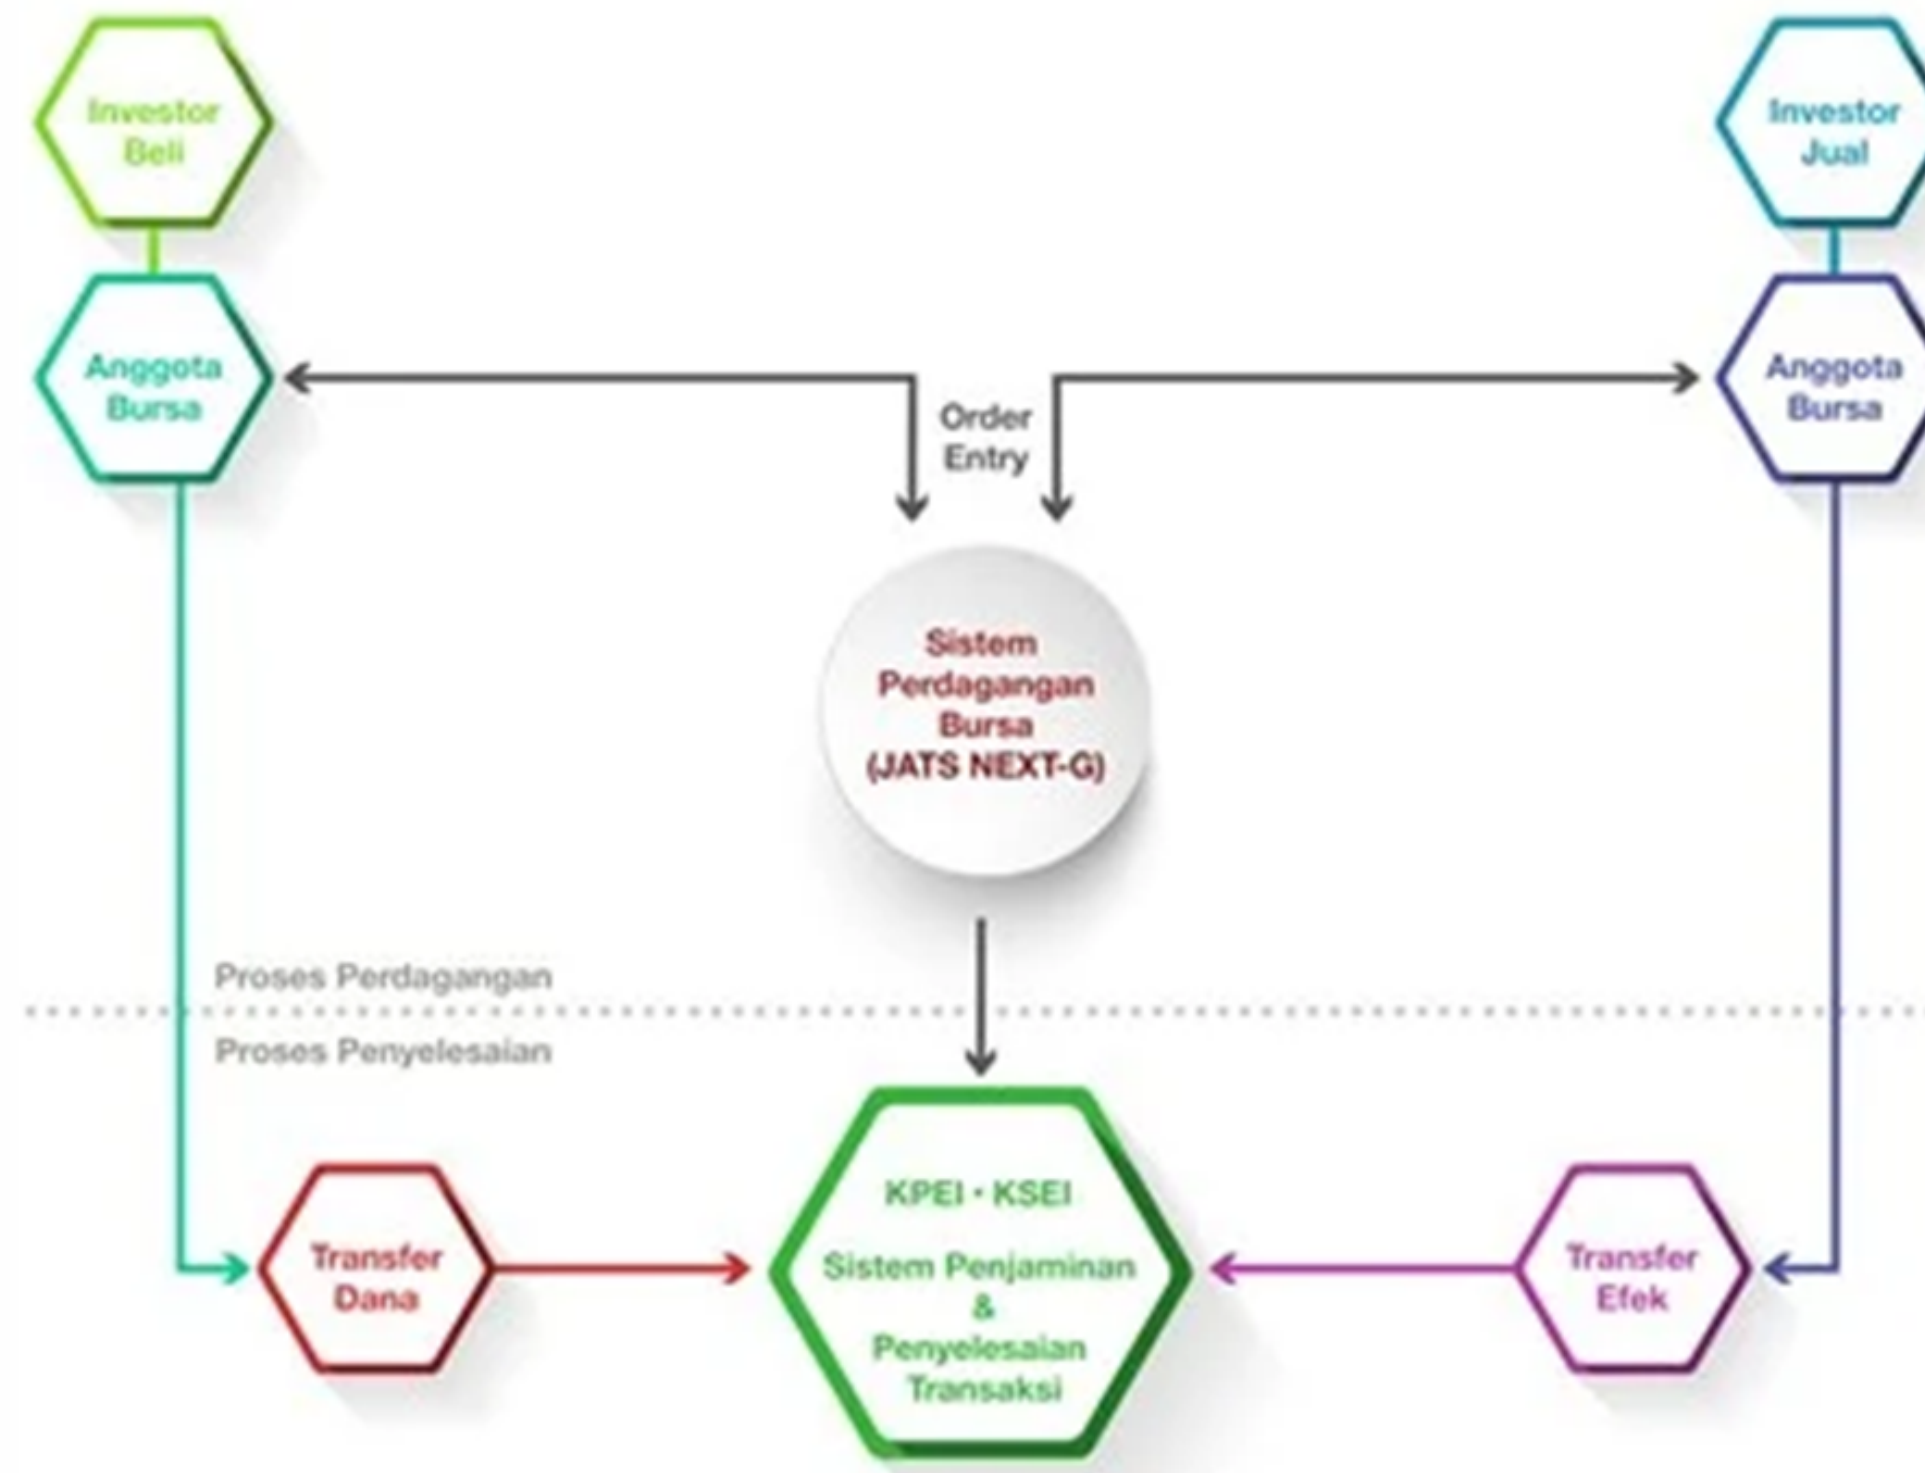 Investor
Beli
Investor
Jual
Anggota
Bursa
Anggota
Bursa
Order
Entry
Sistem
Perdagangan
Bursa
(JATS NEXT-G)
Proses Perdagangan
Proses Penyelesaian
Transfer
Dana
KPEI • KSEI
Sistem Penjaminan
&
Penyelesaian
Transaksi
Transfer
Efek